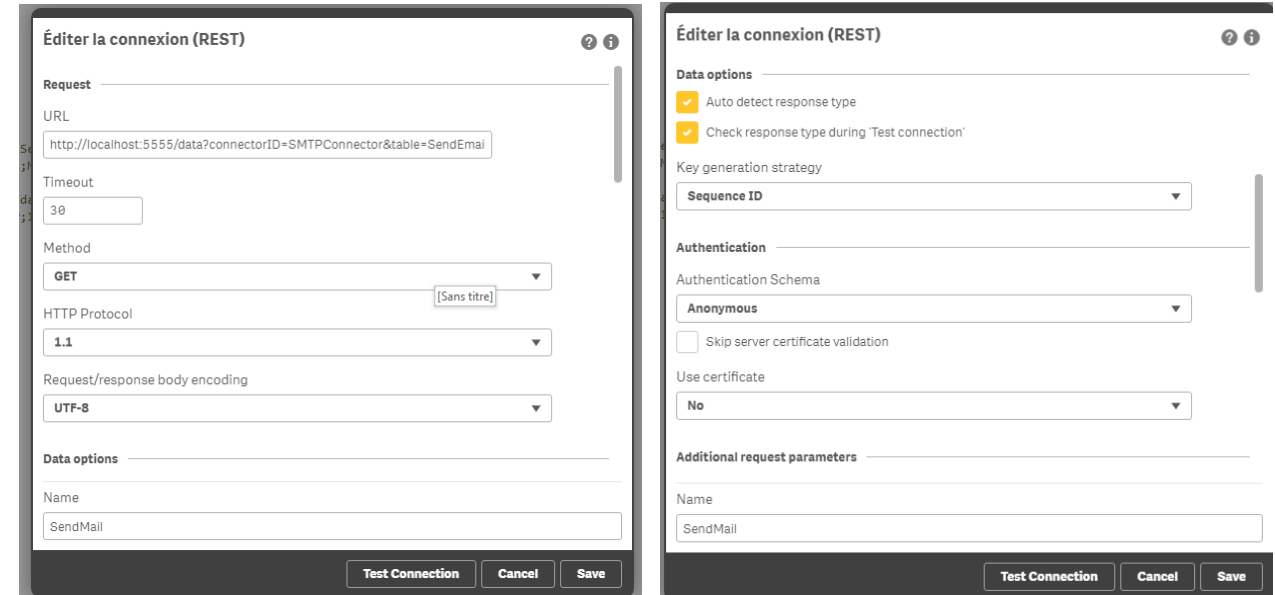 Éditer la connexion (REST)
Request
URL
http://localhost:5555/data?connectorID=SMTPConnector&table=SendEmai
Timeout
30
Method
GET
[Sans titre]
HTTP Protocol
1.1
Request/response body encoding
UTF-8
Data options
Name
SendMail
Test Connection
Cancel
Save
Éditer la connexion (REST)
Data options
Auto detect response type
Check response type during 'Test connection'
Key generation strategy
Sequence ID
Authentication
Authentication Schema
Anonymous
Skip server certificate validation
Use certificate
No
Additional request parameters
Name
SendMail
Test Connection
Cancel
Save